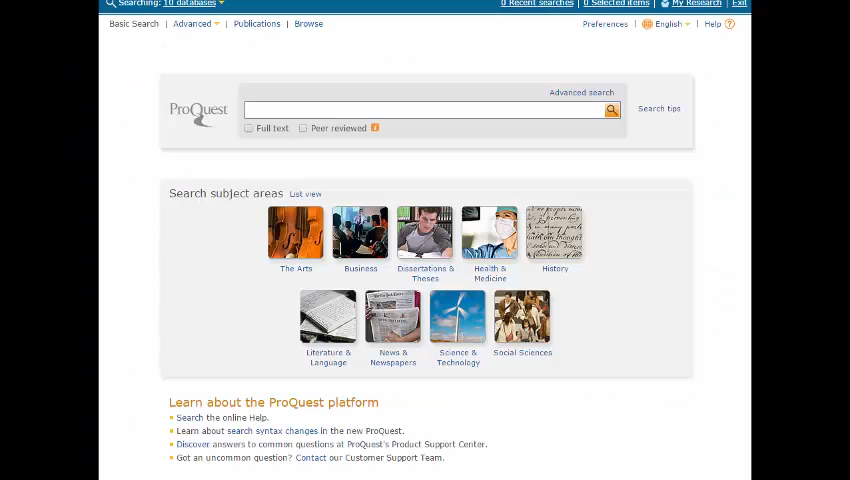 Searching: 10 databases 0 Recent searches | 0 Selected items | My Research | Exit
Basic Search | Advanced | Publications | Browse Preferences | English | Help ?
Advanced search
ProQuest
Search tips
Full text Peer reviewed i
Search subject areas List view
The Arts Business Dissertations & Theses Health & Medicine History
Literature & Language News & Newspapers Science & Technology Social Sciences
Learn about the ProQuest platform
Search the online Help.
Learn about search syntax changes in the new ProQuest.
Discover answers to common questions at ProQuest's Product Support Center.
Got an uncommon question? Contact our Customer Support Team.